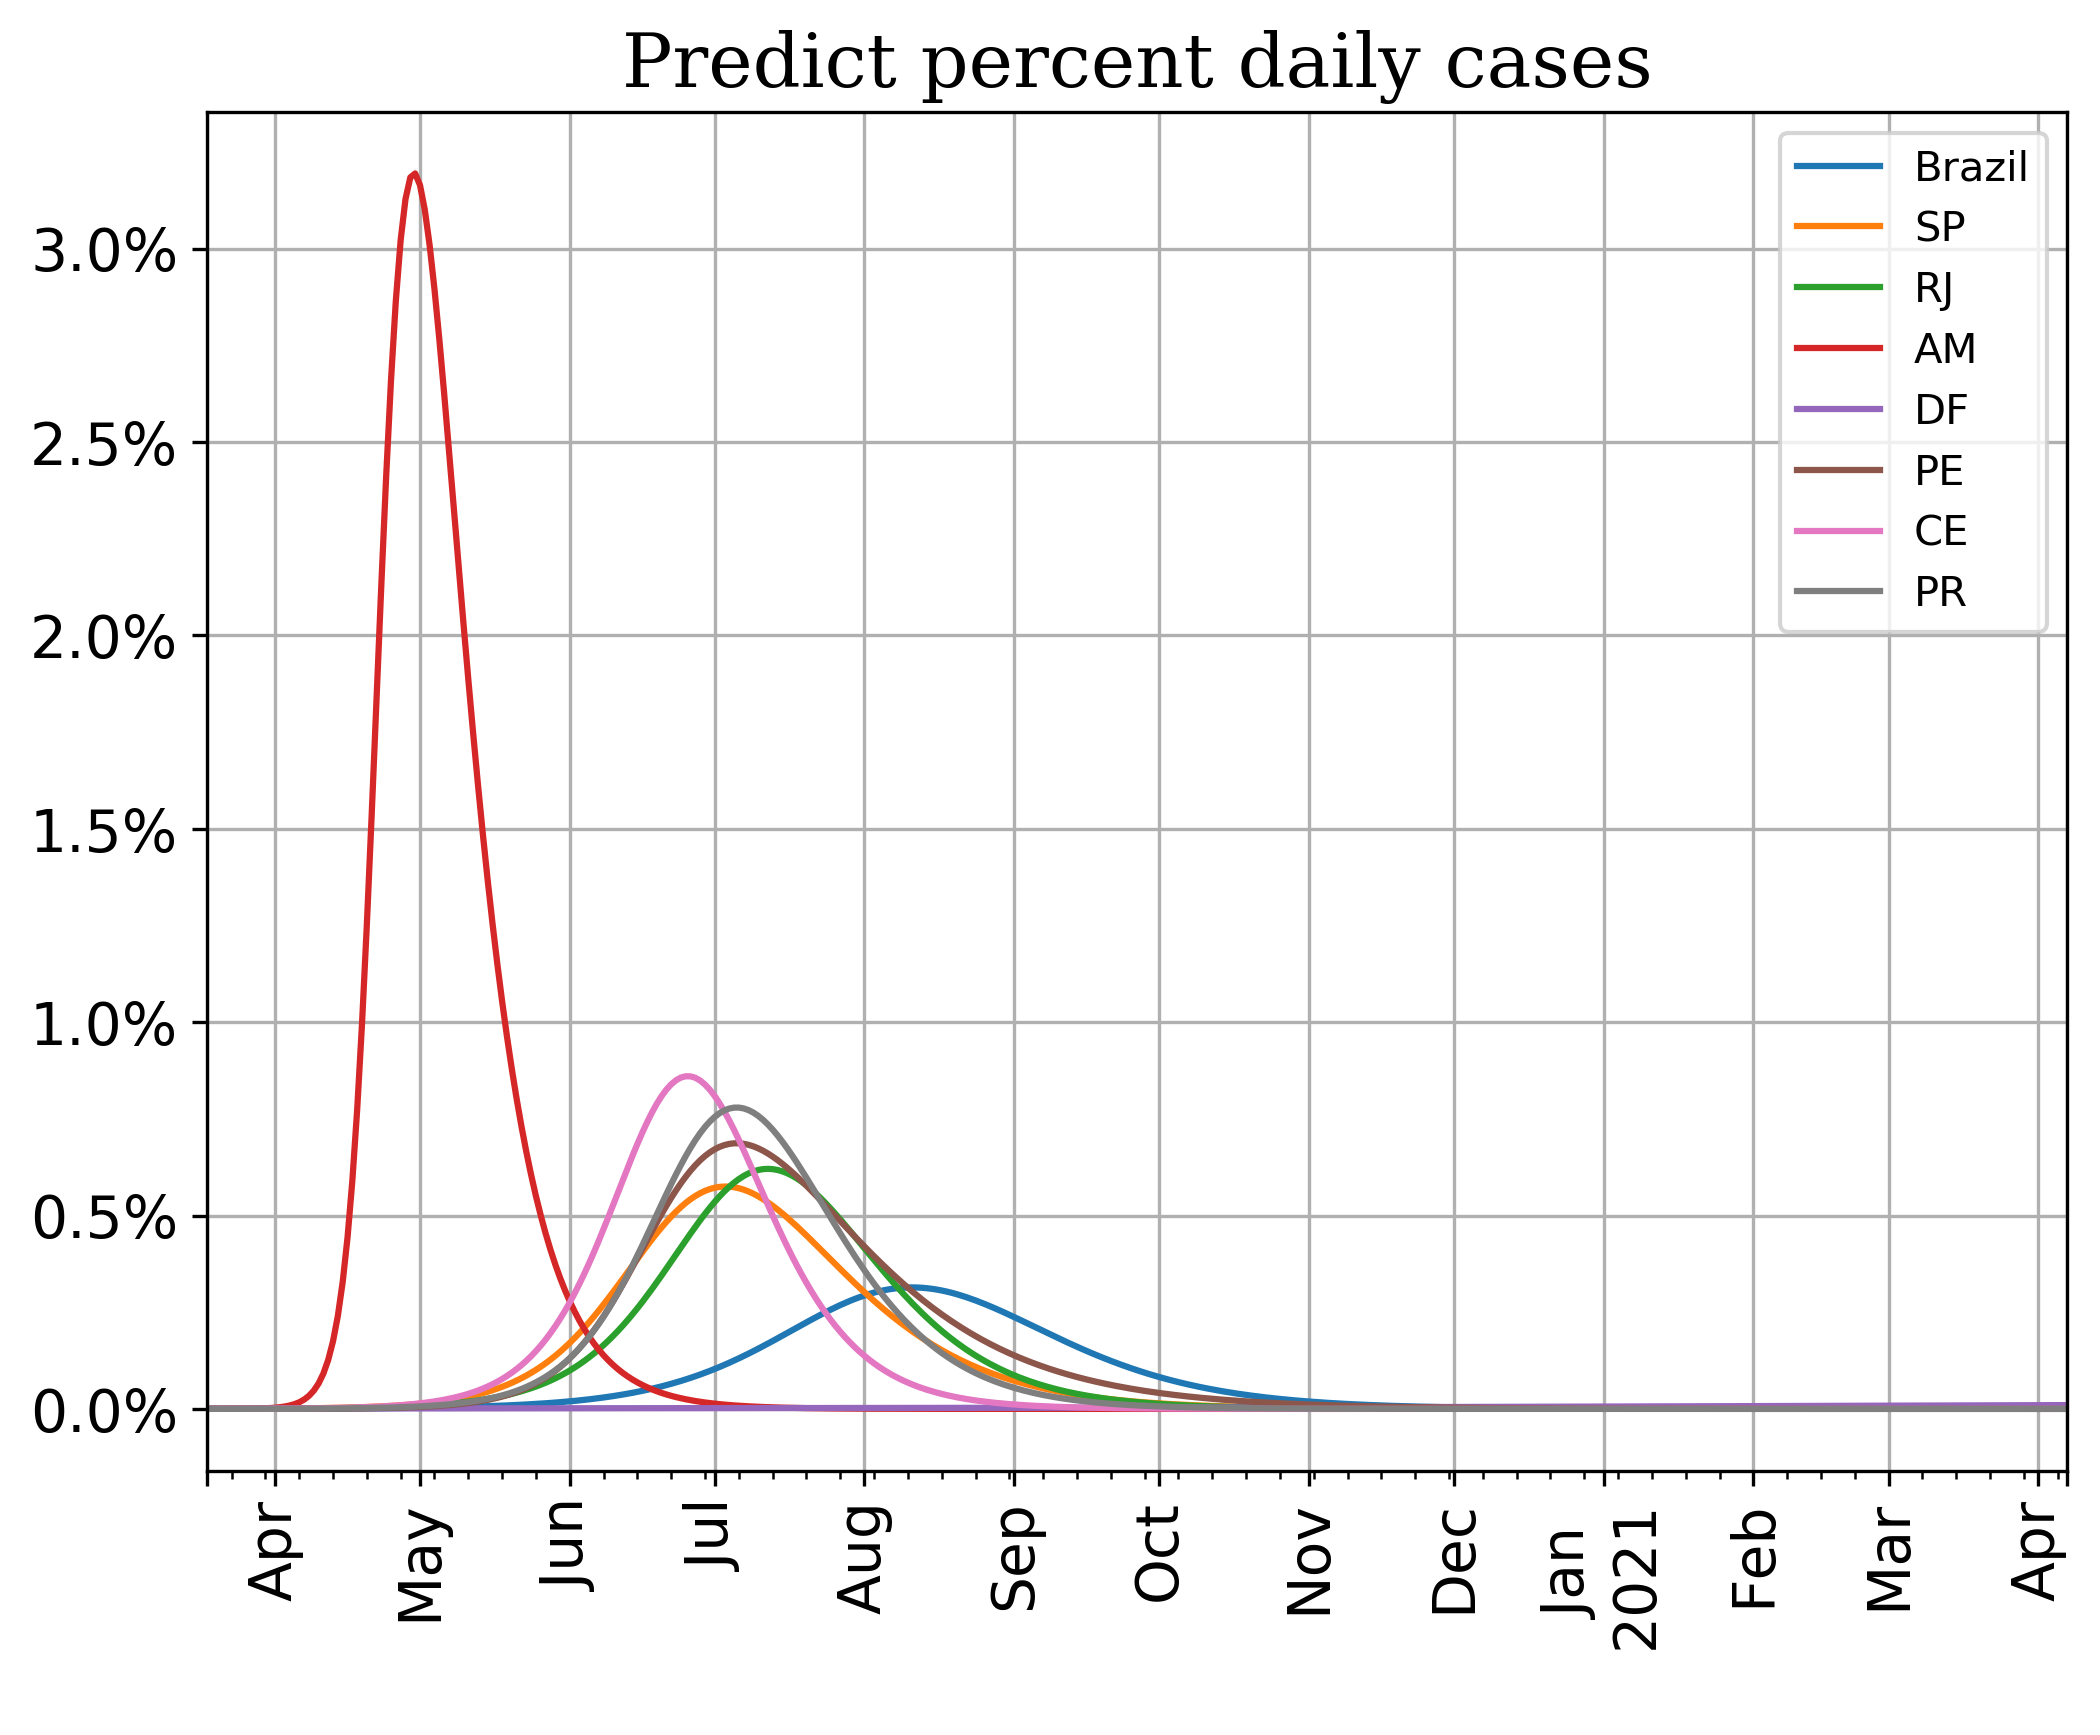 Predict percent daily cases
3.0%
2.5%
2.0%
1.5%
1.0%
0.5%
0.0%
Brazil
SP
RJ
AM
DF
PE
CE
PR
Apr
May
Jun
Jul
Aug
Sep
Oct
Nov
Dec
Jan
2021
Feb
Mar
Apr